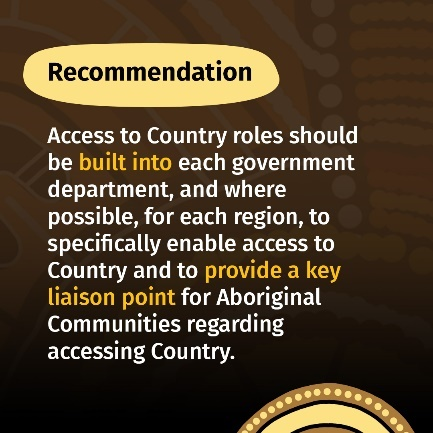 Recommendation
Access to Country roles should
be built into each government
department, and where
possible, for each region, to
specifically enable access to
Country and to provide a key
liaison point for Aboriginal
Communities regarding
accessing Country.